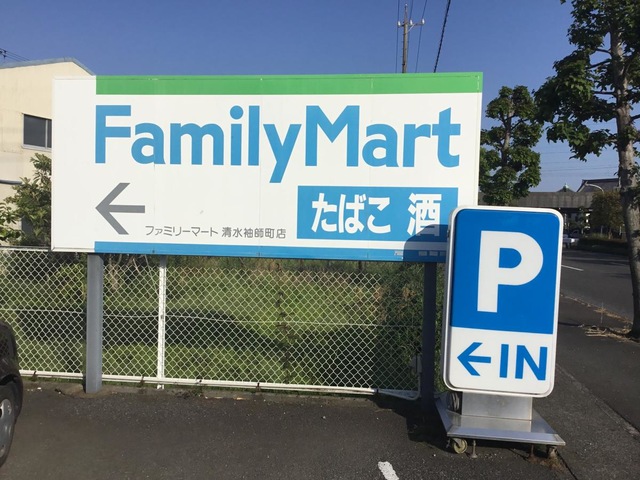 FamilyMart
たばこ 酒
← ファミリーマート 清水袖師町店
P
←IN